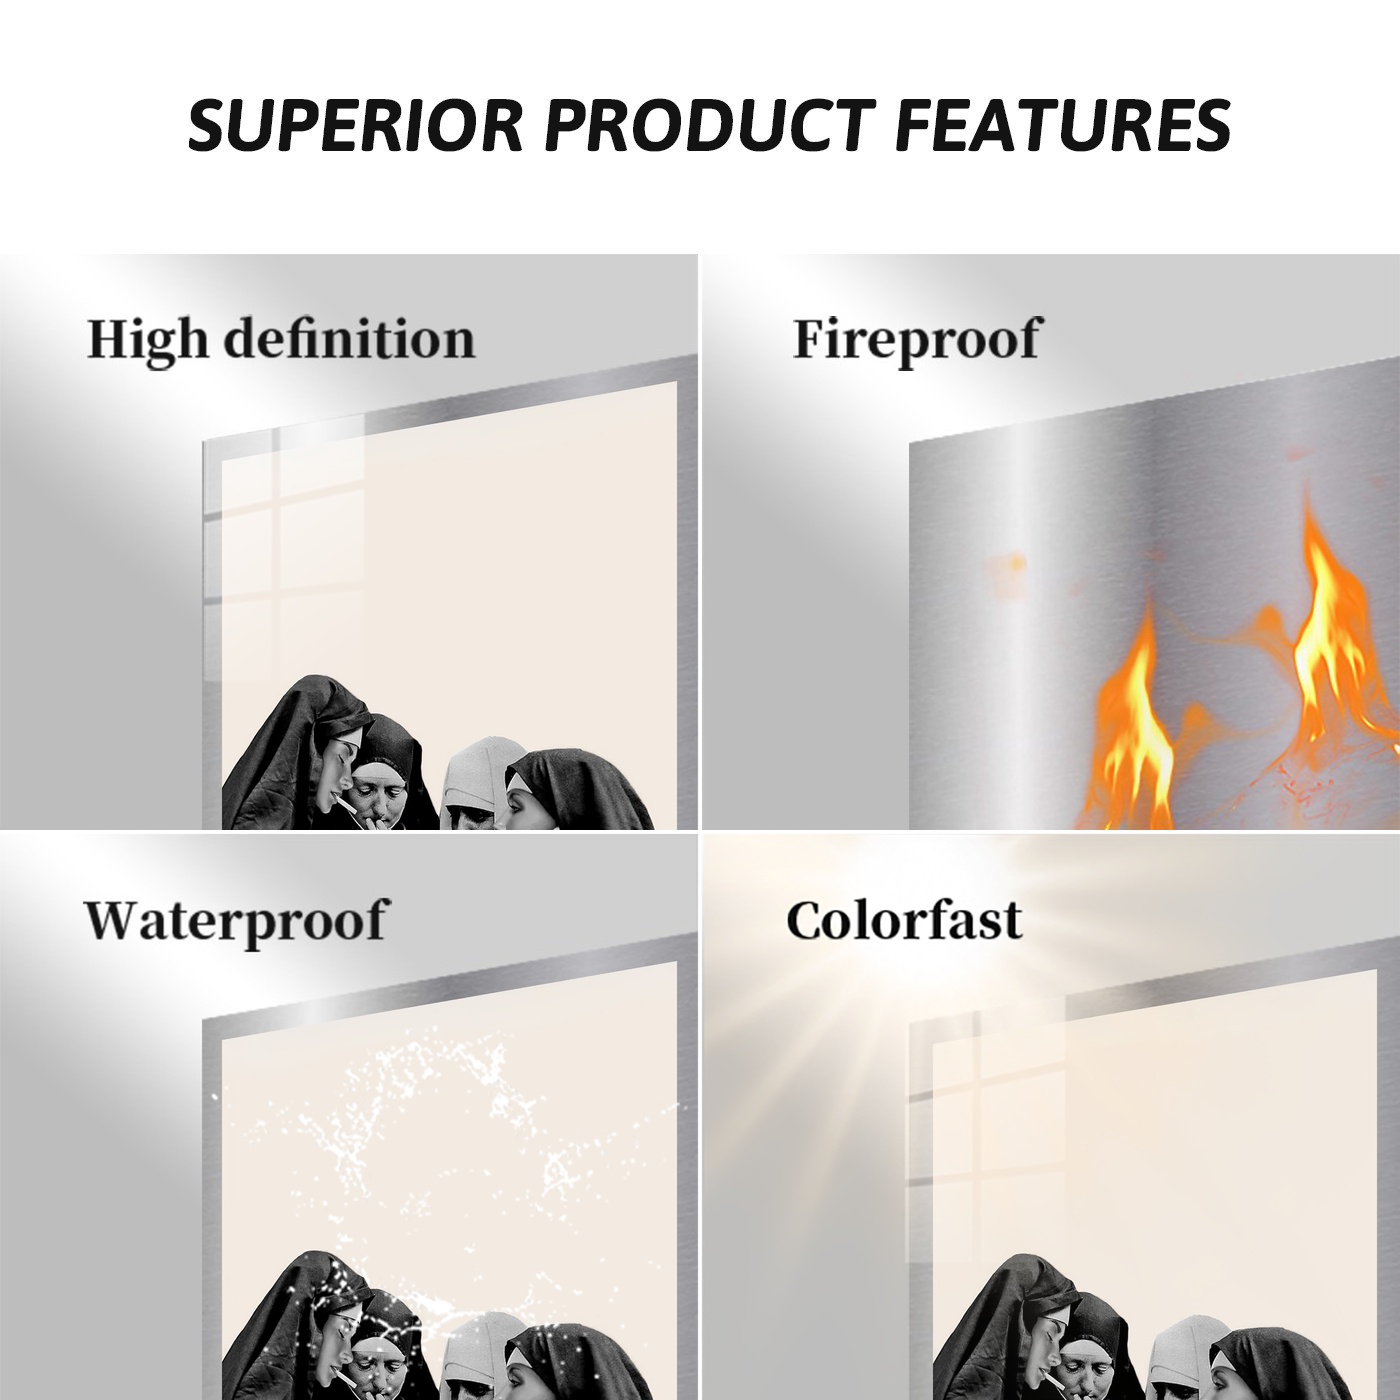 SUPERIOR PRODUCT FEATURES
High definition
Fireproof
Waterproof
Colorfast